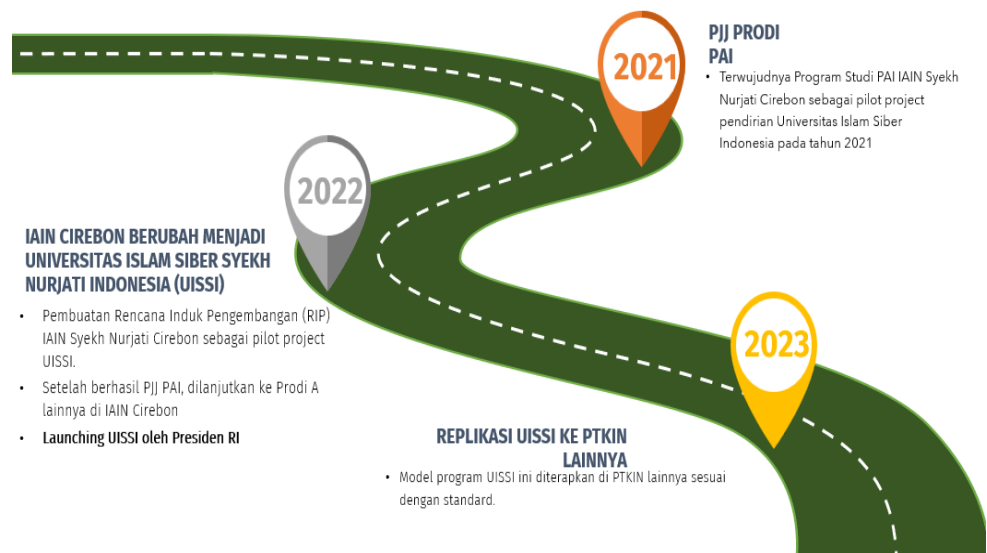 2021
PJJ PRODI
PAI
• Terwujudnya Program Studi PAI IAIN Syekh
Nurjati Cirebon sebagai pilot project
pendirian Universitas Islam Siber
Indonesia pada tahun 2021
2022
IAIN CIREBON BERUBAH MENJADI
UNIVERSITAS ISLAM SIBER SYEKH
NURJATI INDONESIA (UISSI)
• Pembuatan Rencana Induk Pengembangan (RIP)
IAIN Syekh Nurjati Cirebon sebagai pilot project
UISSI.
• Setelah berhasil PJJ PAI, dilanjutkan ke Prodi A
lainnya di IAIN Cirebon
• Launching UISSI oleh Presiden RI
2023
REPLIKASI UISSI KE PTKIN
LAINNYA
• Model program UISSI ini diterapkan di PTKIN lainnya sesuai
dengan standard.